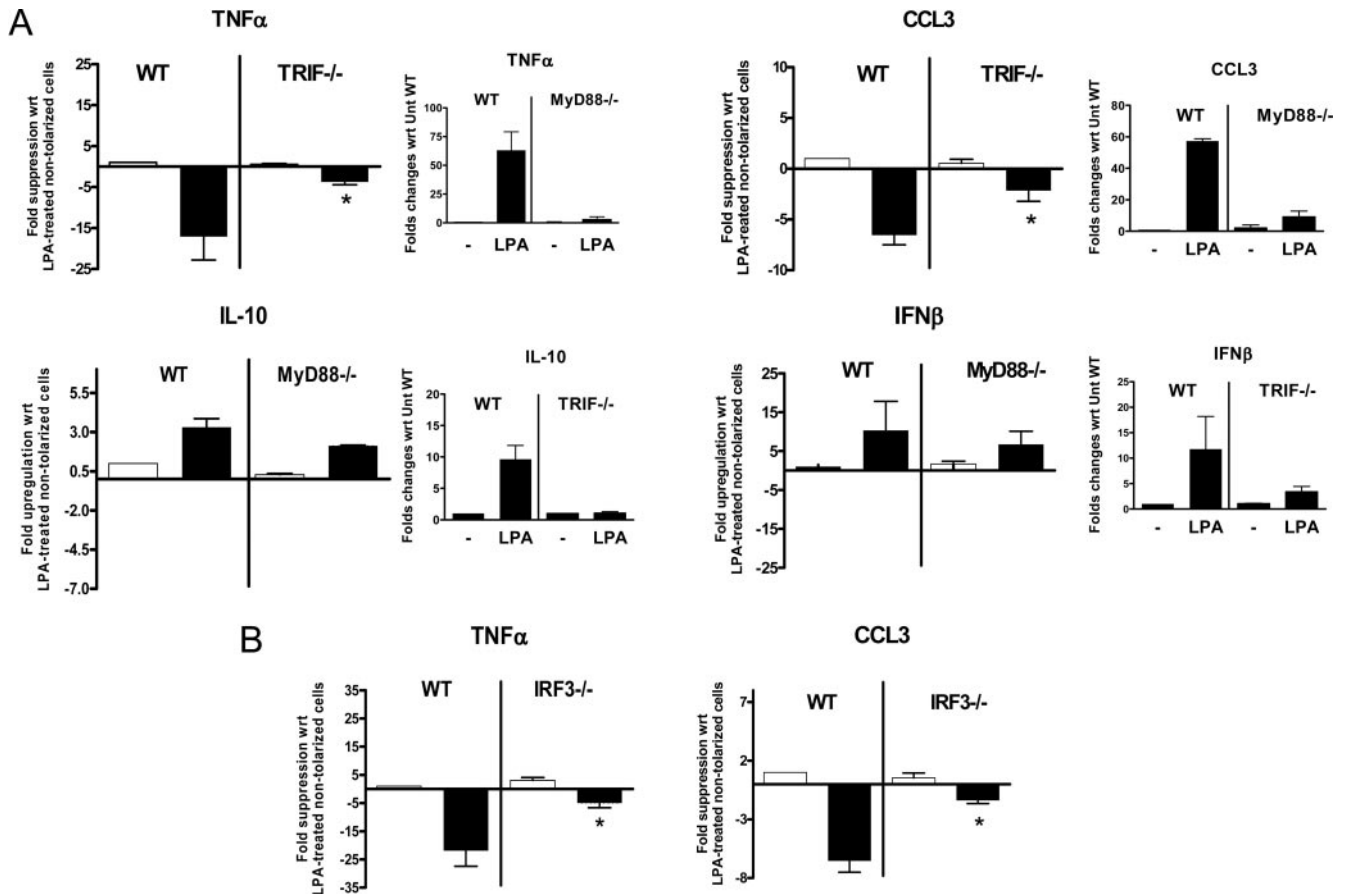 A
TNFα
Fold suppression wrt
LPA-treated non-tolarized cells
25
15
5
-5
-15
-25
WT
TRIF-/-
*
TNFα
Folds changes wrt Unt WT
100
75
50
25
0
WT
MyD88-/-
- LPA - LPA
CCL3
Fold suppression wrt
LPA-reated non-tolarized cells
10
5
0
-5
-10
WT
TRIF-/-
*
CCL3
Folds changes wrt Unt WT
80
60
40
20
0
WT
MyD88-/-
- LPA - LPA
IL-10
Fold upregulation wrt
LPA-treated non-tolarized cells
5.5
3.0
0.5
-2.0
-4.5
-7.0
WT
MyD88-/-
IL-10
Folds changes wrt Unt WT
20
15
10
5
0
WT
TRIF-/-
- LPA - LPA
IFNβ
Fold upregulation wrt
LPA-treated non-tolarized cells
25
15
5
-5
-15
-25
WT
MyD88-/-
IFNβ
Folds changes wrt Unt WT
25
20
15
10
5
0
WT
TRIF-/-
- LPA - LPA
B
TNFα
Fold suppression wrt
LPA-treated non-tolarized cells
35
25
15
5
-5
-15
-25
-35
WT
IRF3-/-
*
CCL3
Fold suppression wrt
LPA-treated non-tolarized cells
7
2
-3
-8
WT
IRF3-/-
*